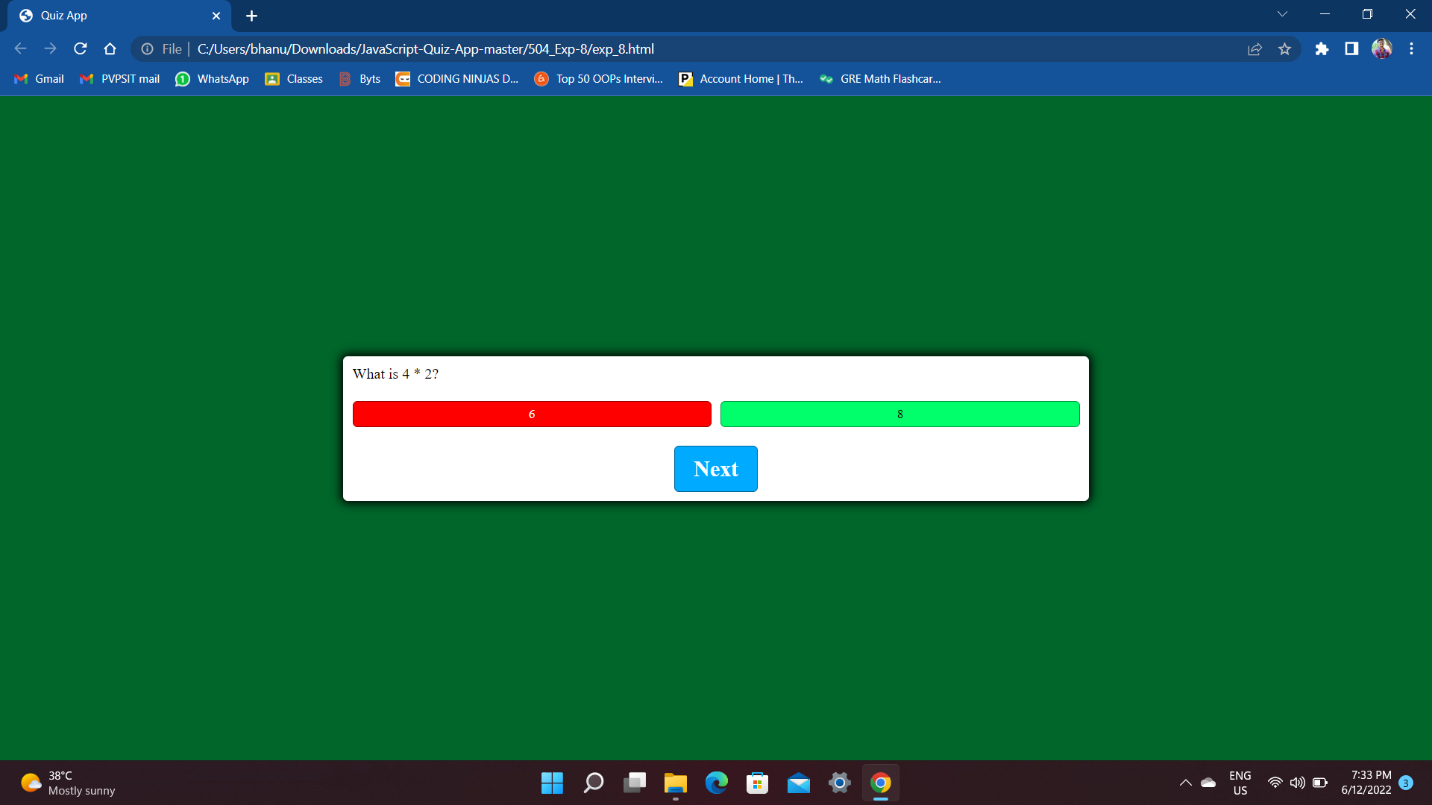 Quiz App
File | C:/Users/bhanu/Downloads/JavaScript-Quiz-App-master/504_Exp-8/exp_8.html
Gmail PVPSIT mail WhatsApp Classes Byts CODING NINJAS D... Top 50 OOPs Intervi... Account Home | Th... GRE Math Flashcar...
What is 4 * 2?
6 8
Next
38°C
Mostly sunny
ENG
US
7:33 PM
6/12/2022
3